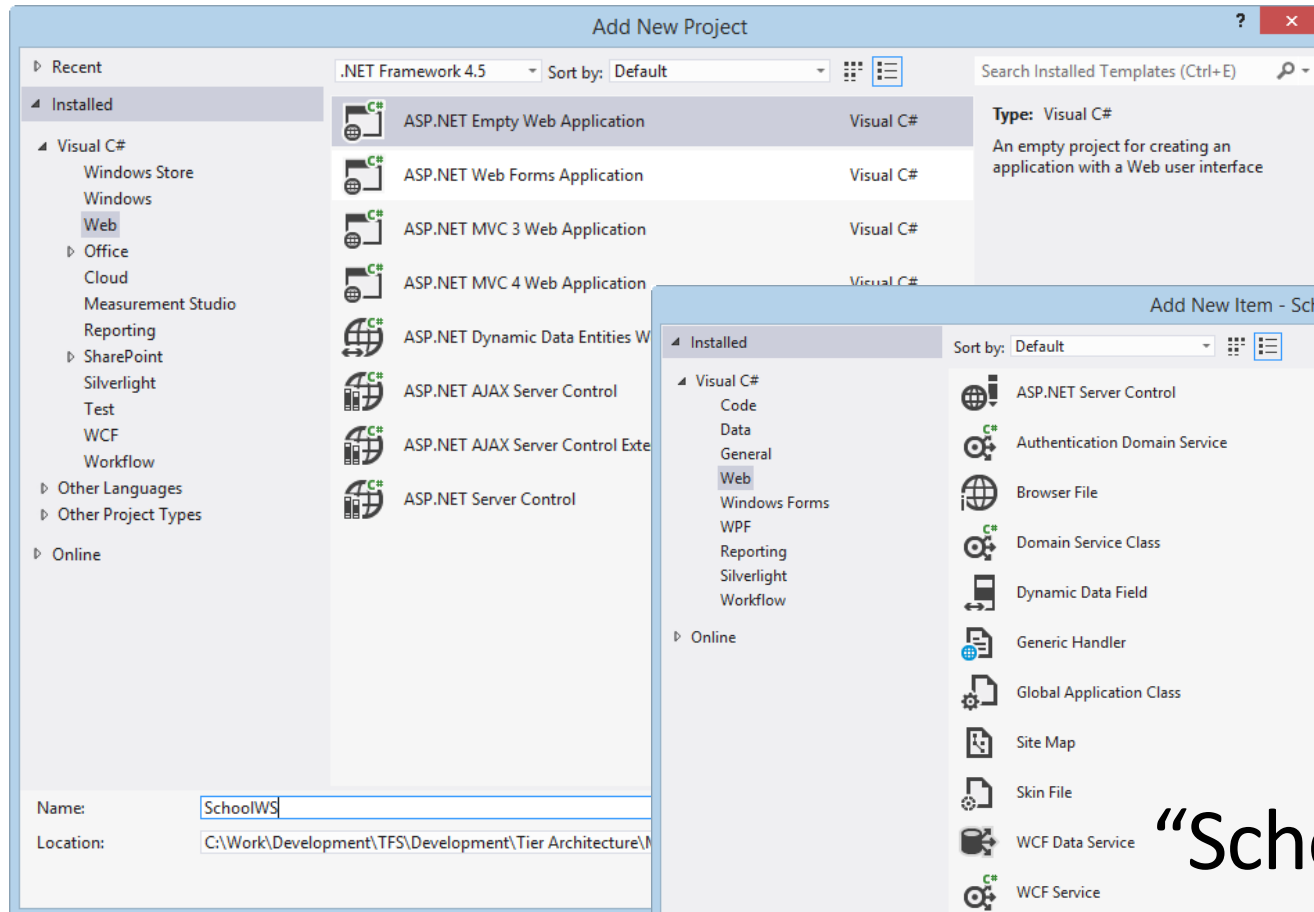 Add New Project
?
Recent
.NET Framework 4.5
Sort by: Default
Search Installed Templates (Ctrl+E)
Installed
Visual C#
Windows Store
Windows
Web
Office
Cloud
Measurement Studio
Reporting
SharePoint
Silverlight
Test
WCF
Workflow
Other Languages
Other Project Types
Online
ASP.NET Empty Web Application Visual C#
ASP.NET Web Forms Application Visual C#
ASP.NET MVC 3 Web Application Visual C#
ASP.NET MVC 4 Web Application Visual C#
ASP.NET Dynamic Data Entities W
ASP.NET AJAX Server Control
ASP.NET AJAX Server Control Exte
ASP.NET Server Control
Type: Visual C#
An empty project for creating an
application with a Web user interface
Name: SchoolWS
Location: C:\Work\Development\TFS\Development\Tier Architecture\
Add New Item - Sch
Installed
Sort by: Default
Visual C#
Code
Data
General
Web
Windows Forms
WPF
Reporting
Silverlight
Workflow
Online
ASP.NET Server Control
Authentication Domain Service
Browser File
Domain Service Class
Dynamic Data Field
Generic Handler
Global Application Class
Site Map
Skin File
WCF Data Service
WCF Service
“Scho